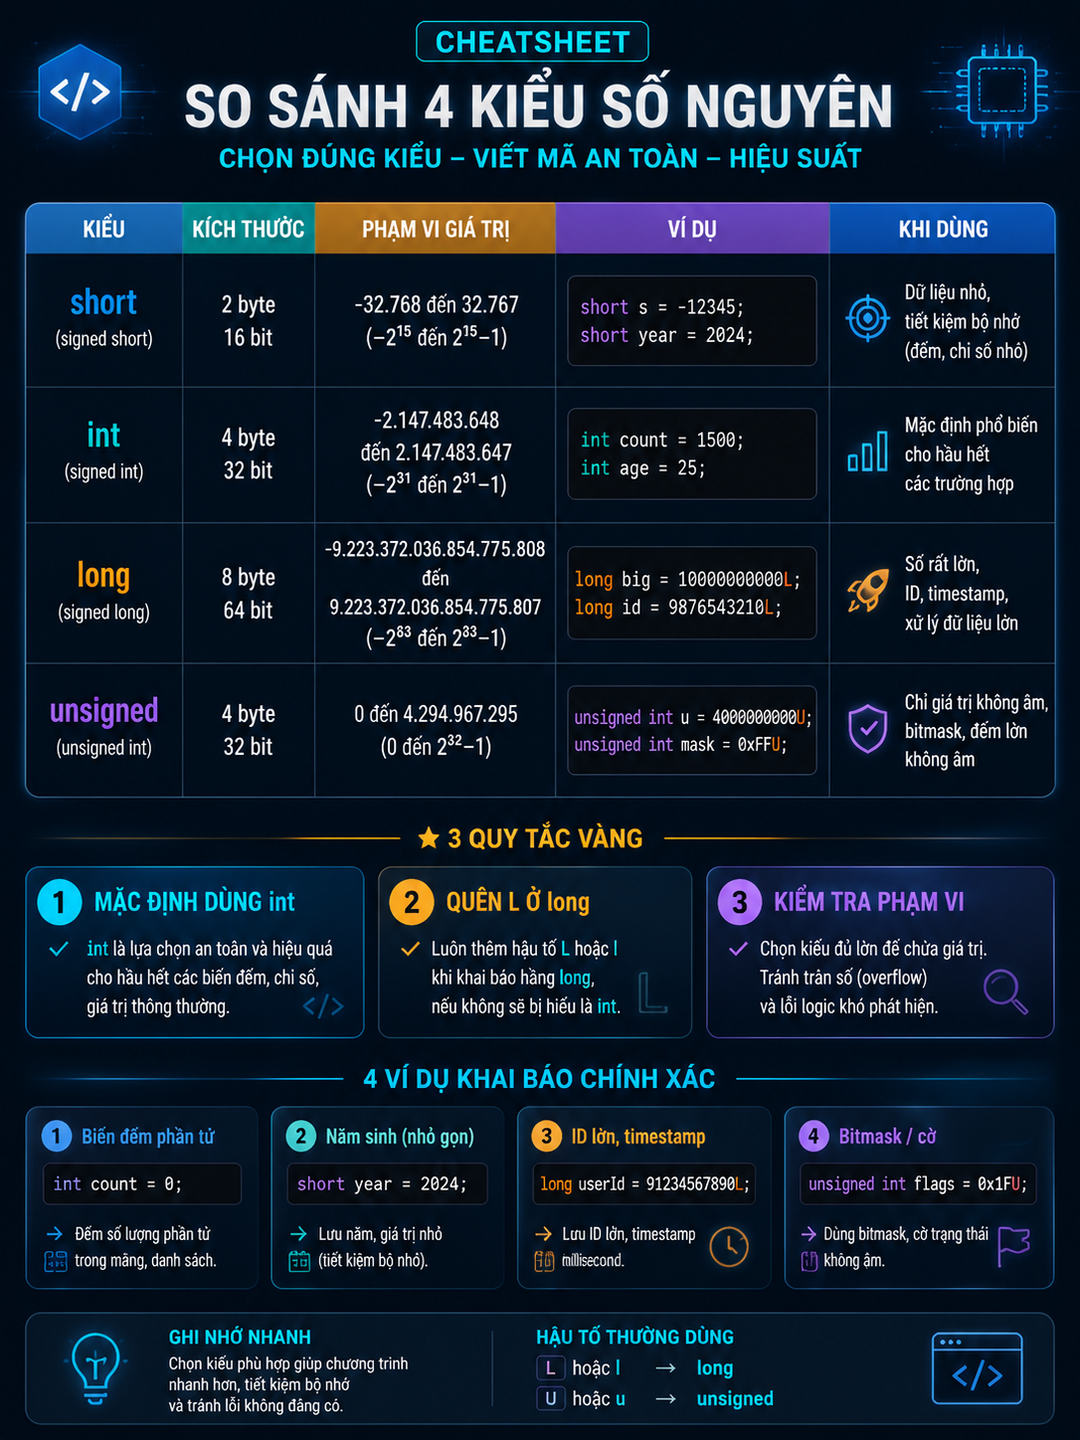 CHEATSHEET
</>
SO SÁNH 4 KIỂU SỐ NGUYÊN
CHỌN ĐÚNG KIỂU – VIẾT MÃ AN TOÀN – HIỆU SUẤT
KIỂU
KÍCH THƯỚC
PHẠM VI GIÁ TRỊ
VÍ DỤ
KHI DÙNG
short
(signed short)
2 byte
16 bit
-32.768 đến 32.767
(−2¹⁵ đến 2¹⁵−1)
short s = -12345;
short year = 2024;
Dữ liệu nhỏ,
tiết kiệm bộ nhớ
(đếm, chỉ số nhô)
int
(signed int)
4 byte
32 bit
-2.147.483.648
đến 2.147.483.647
(−2³¹ đến 2³¹−1)
int count = 1500;
int age = 25;
Mặc định phổ biến
cho hầu hết
các trường hợp
long
(signed long)
8 byte
64 bit
-9.223.372.036.854.775.808
đến
9.223.372.036.854.775.807
(−2⁸³ đến 2³³−1)
long big = 10000000000L;
long id = 9876543210L;
Số rất lờn,
ID, timestamp,
xử lý đữ liệu lớn
unsigned
(unsigned int)
4 byte
32 bit
0 đến 4.294.967.295
(0 đến 2³²−1)
unsigned int u = 4000000000U;
unsigned int mask = 0xFFU;
Chỉ giá trị không âm,
bitmask, đếm lờn
không âm
★ 3 QUY TẮC VÀNG
1 MẶC ĐỊNH DÙNG int
int là lựa chọn an toàn và hiệu quá
cho hầu hết các biến đếm, chi số,
giá trị thông thường.
</>
2 QUÊN L Ở long
Luôn thêm hậu tố L hoặc l
khi khai báo hằng long,
nếu không sẽ bị hiểu là int.
L
3 KIỂM TRA PHẠM VI
Chọn kiểu đủ lớn để chứa giá trị.
Tránh tràn số (overflow)
và lỗi logic khó phát hiện.
4 VÍ DỤ KHAI BÁO CHÍNH XÁC
1 Biến đếm phần tử
int count = 0;
→ Đếm số lượng phần tử
trong mãng, danh sách.
2 Năm sinh (nhỏ gọn)
short year = 2024;
→ Lưu năm, giá trị nhỏ
(tiết kiệm bộ nhỏ).
3 ID lớn, timestamp
long userId = 91234567890L;
→ Lưu ID lớn, timestamp
millisecond.
4 Bitmask / cờ
unsigned int flags = 0x1FU;
→ Dùng bitmask, cờ trạng thái
không ậm.
GHI NHỚ NHANH
Chọn kiểu phù hợp giúp chương trình
nhanh hơn, tiết kiệm bộ nhớ
và tránh lỗi không đáng có.
HẬU TỐ THƯỜNG DÙNG
L hoặc l → long
U hoặc u → unsigned
</>